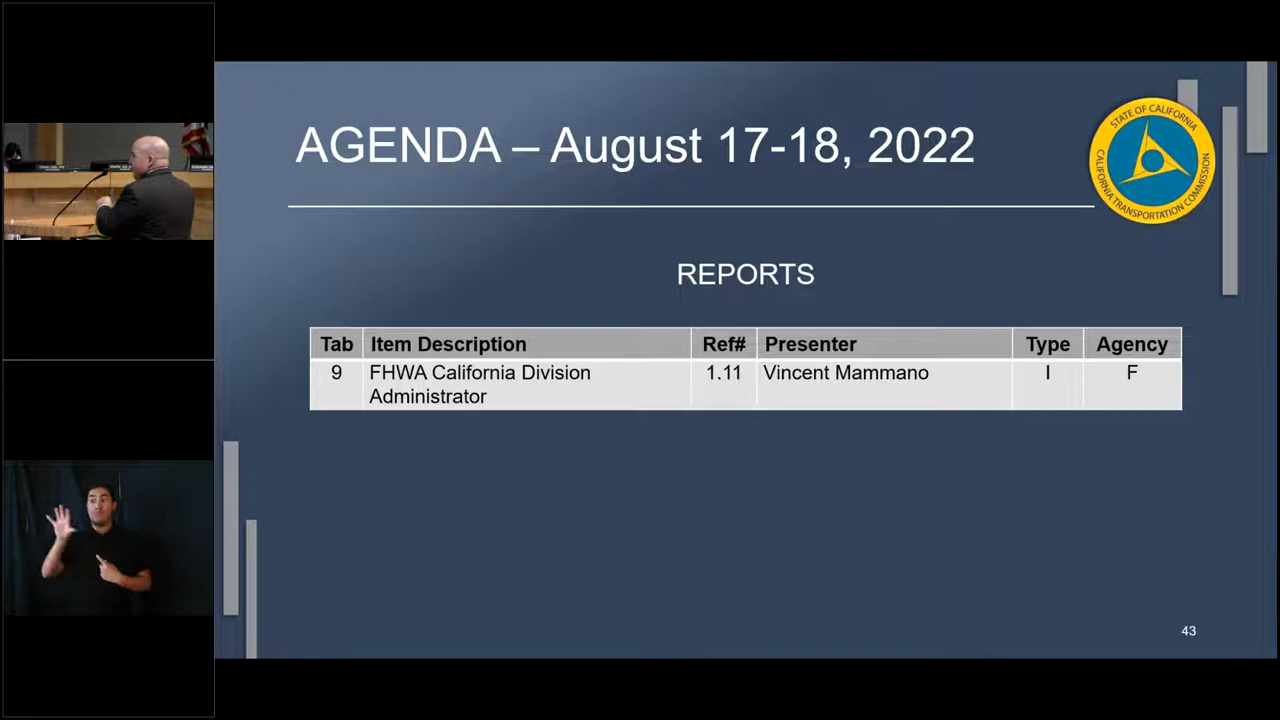 AGENDA – August 17-18, 2022
STATE OF CALIFORNIA
CALIFORNIA TRANSPORTATION COMMISSION
REPORTS
Tab Item Description Ref# Presenter Type Agency
9 FHWA California Division 1.11 Vincent Mammano I F
Administrator
43